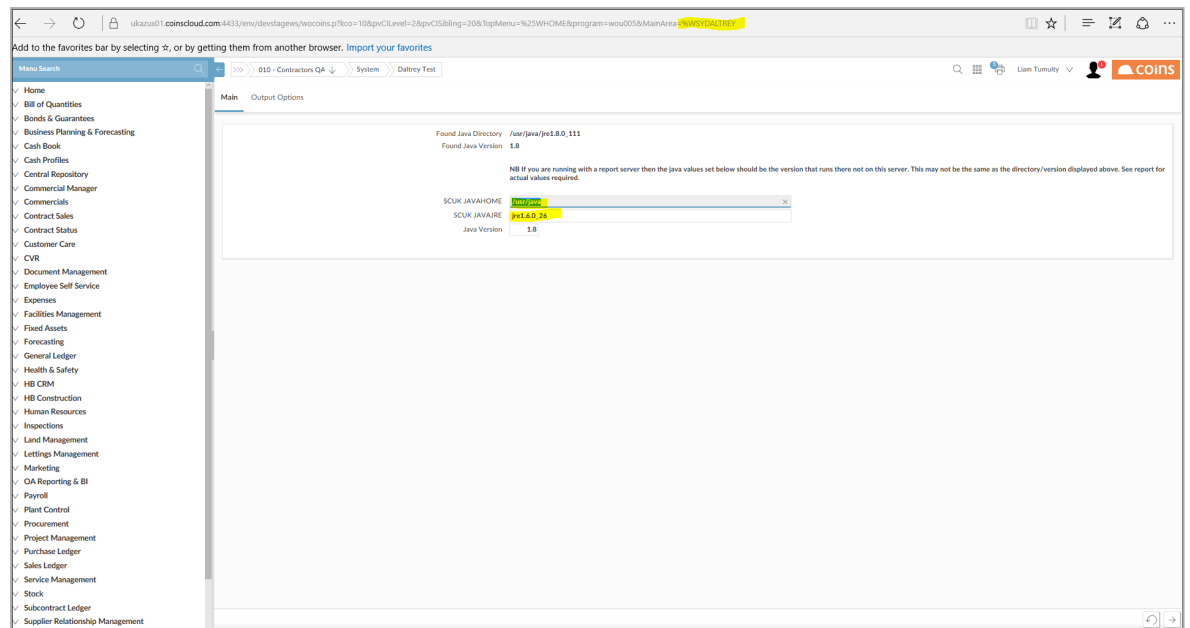 ukazux01.coinscloud.com:4433/env/devstagews/wocoins.p?kco=10&pvCILevel=2&pvCISibling=20&TopMenu=%25WHOME&program=wou005&MainArea=%WSYDALTREY
Add to the favorites bar by selecting ☆, or by getting them from another browser. Import your favorites
Menu Search
010 - Contractors QA
System
Daltrey Test
Liam Tumulty
coins
Home
Bill of Quantities
Bonds & Guarantees
Business Planning & Forecasting
Cash Book
Cash Profiles
Central Repository
Commercial Manager
Commercials
Contract Sales
Contract Status
Customer Care
CVR
Document Management
Employee Self Service
Expenses
Facilities Management
Fixed Assets
Forecasting
General Ledger
Health & Safety
HB CRM
HB Construction
Human Resources
Inspections
Land Management
Lettings Management
Marketing
OA Reporting & BI
Payroll
Plant Control
Procurement
Project Management
Purchase Ledger
Sales Ledger
Service Management
Stock
Subcontract Ledger
Supplier Relationship Management
Main Output Options
Found Java Directory /usr/java/jre1.8.0_111
Found Java Version 1.8
NB If you are running with a report server then the java values set below should be the version that runs there not on this server. This may not be the same as the directory/version displayed above. See report for
actual values required.
SCUK JAVAHOME /usr/java
SCUK JAVAJRE jre1.6.0_26
Java Version 1.8